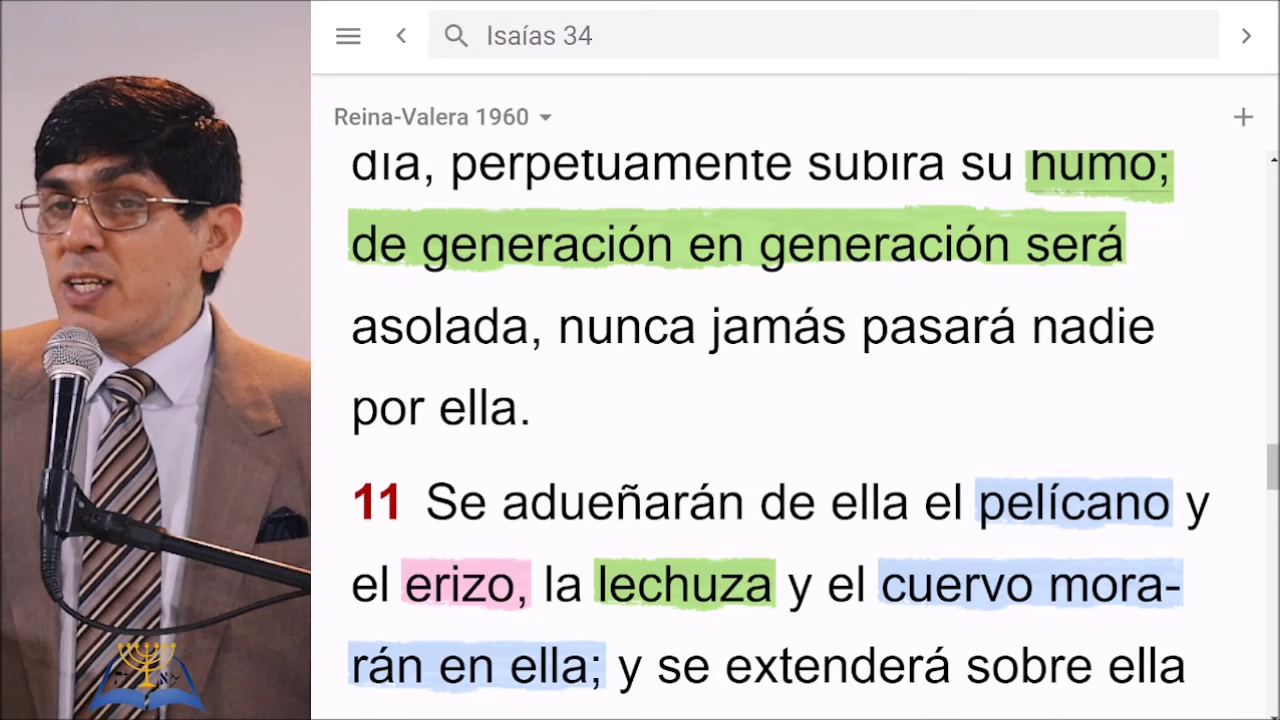 Isaías 34
Reina-Valera 1960
día, perpetuamente subirá su humo;
de generación en generación será
asolada, nunca jamás pasará nadie
por ella.
11 Se adueñarán de ella el pelícano y
el erizo, la lechuza y el cuervo mora-
rán en ella; y se extenderá sobre ella